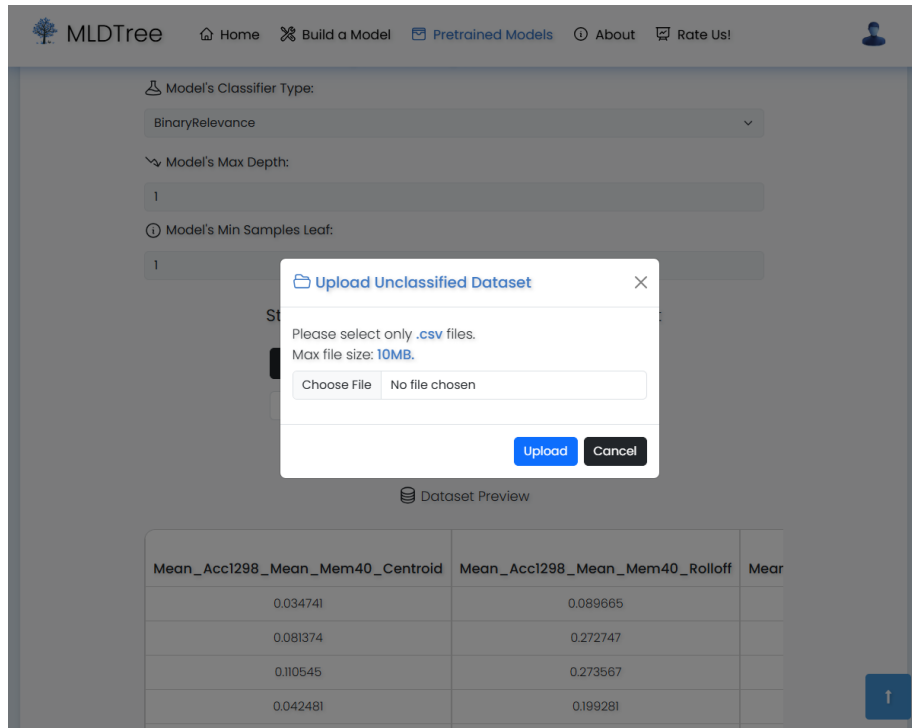 MLDTree Home Build a Model Pretrained Models About Rate Us!
Model's Classifier Type:
BinaryRelevance
Model's Max Depth:
1
Model's Min Samples Leaf:
1
Upload Unclassified Dataset
St
Please select only .csv files.
Max file size: 10MB.
Choose File No file chosen
Upload Cancel
Dataset Preview
Mean_Acc1298_Mean_Mem40_Centroid Mean_Acc1298_Mean_Mem40_Rolloff Mear
0.034741 0.089665
0.081374 0.272747
0.110545 0.273567
0.042481 0.199281